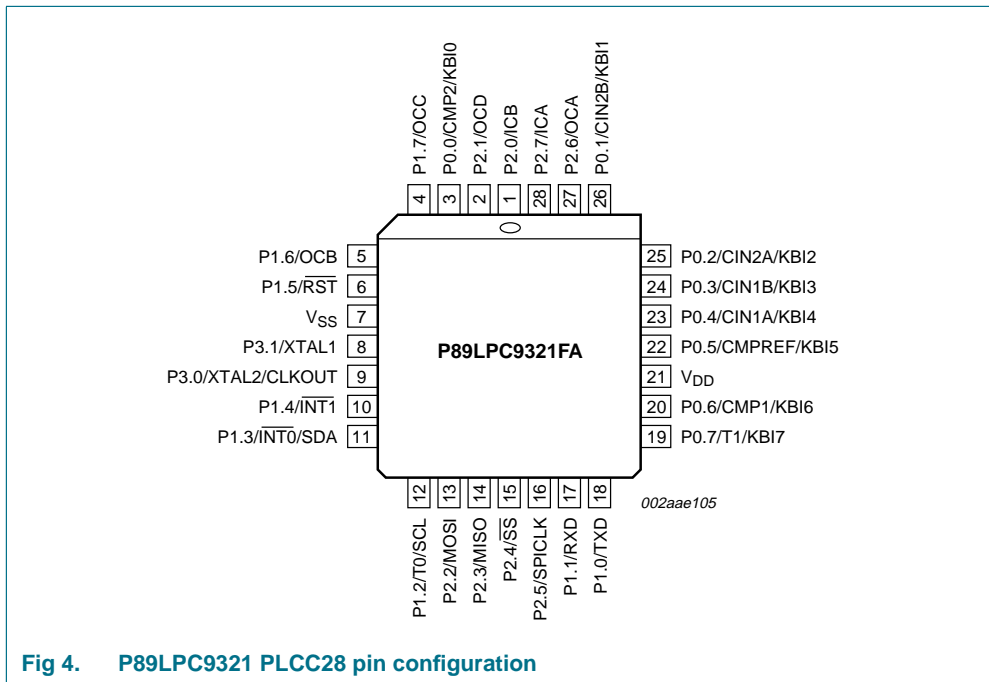 P1.7/OCC
P0.0/CMP2/KBI0
P2.1/OCD
P2.0/ICB
P2.7/ICA
P2.6/OCA
P0.1/CIN2B/KBI1
4
3
2
1
28
27
26
P1.6/OCB 5
P1.5/R̅S̅T̅ 6
VSS 7
P3.1/XTAL1 8
P3.0/XTAL2/CLKOUT 9
P1.4/I̅N̅T̅1̅ 10
P1.3/I̅N̅T̅0̅/SDA 11
P89LPC9321FA
25 P0.2/CIN2A/KBI2
24 P0.3/CIN1B/KBI3
23 P0.4/CIN1A/KBI4
22 P0.5/CMPREF/KBI5
21 VDD
20 P0.6/CMP1/KBI6
19 P0.7/T1/KBI7
12
13
14
15
16
17
18
P1.2/T0/SCL
P2.2/MOSI
P2.3/MISO
P2.4/S̅S̅
P2.5/SPICLK
P1.1/RXD
P1.0/TXD
002aae105
Fig 4. P89LPC9321 PLCC28 pin configuration